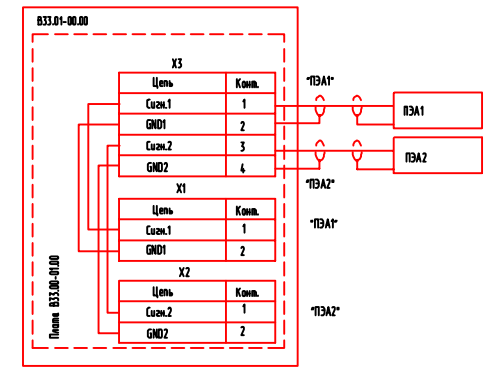 В33.01-00.00
Х3
Цепь Конт.
Сигн.1 1
GND1 2
Сигн.2 3
GND2 4
"ПЭА1"
ПЭА1
ПЭА2
"ПЭА2"
Х1
Цепь Конт.
Сигн.1 1
GND1 2
"ПЭА1"
Х2
Цепь Конт.
Сигн.2 1
GND2 2
"ПЭА2"
Плата В33.00-01.00